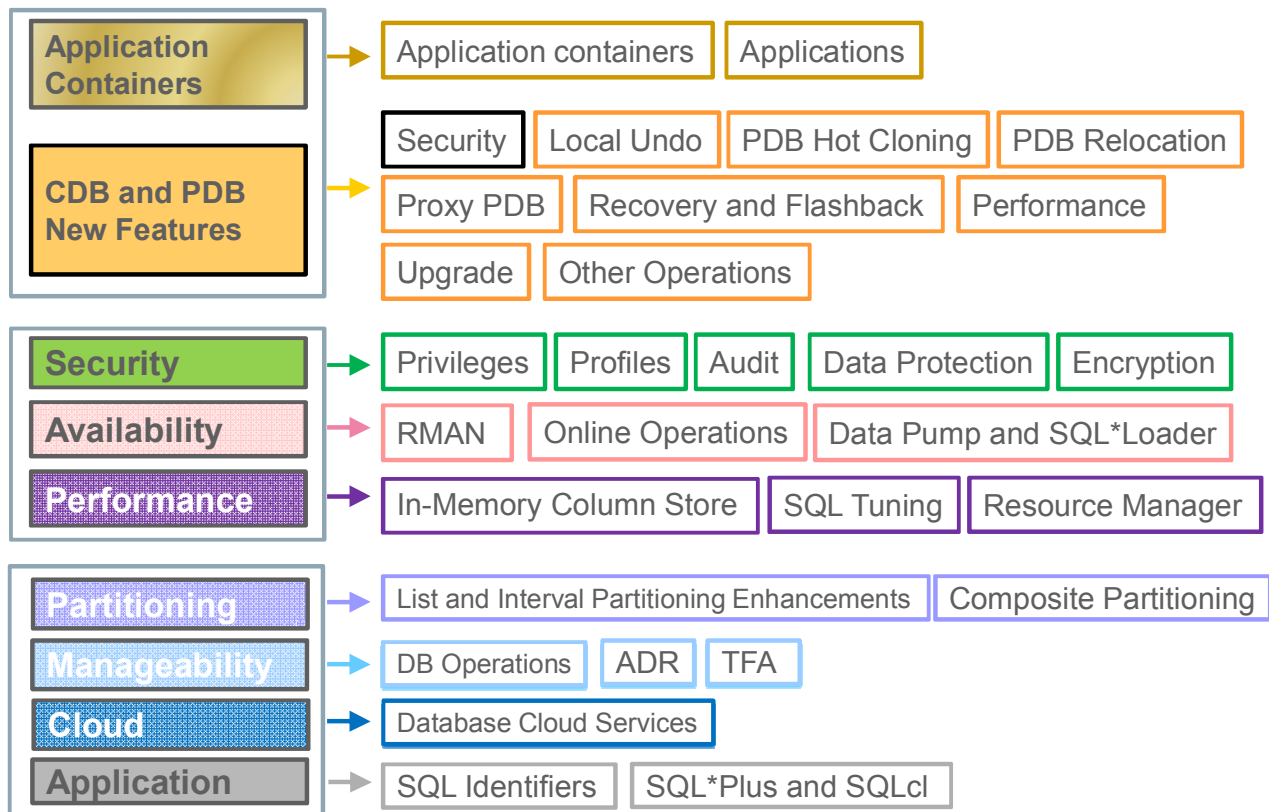 Application
Containers
Application containers
Applications
CDB and PDB
New Features
Security
Local Undo
PDB Hot Cloning
PDB Relocation
Proxy PDB
Recovery and Flashback
Performance
Upgrade
Other Operations
Security
Privileges
Profiles
Audit
Data Protection
Encryption
Availability
RMAN
Online Operations
Data Pump and SQL*Loader
Performance
In-Memory Column Store
SQL Tuning
Resource Manager
Partitioning
List and Interval Partitioning Enhancements
Composite Partitioning
Manageability
DB Operations
ADR
TFA
Cloud
Database Cloud Services
Application
SQL Identifiers
SQL*Plus and SQLcl